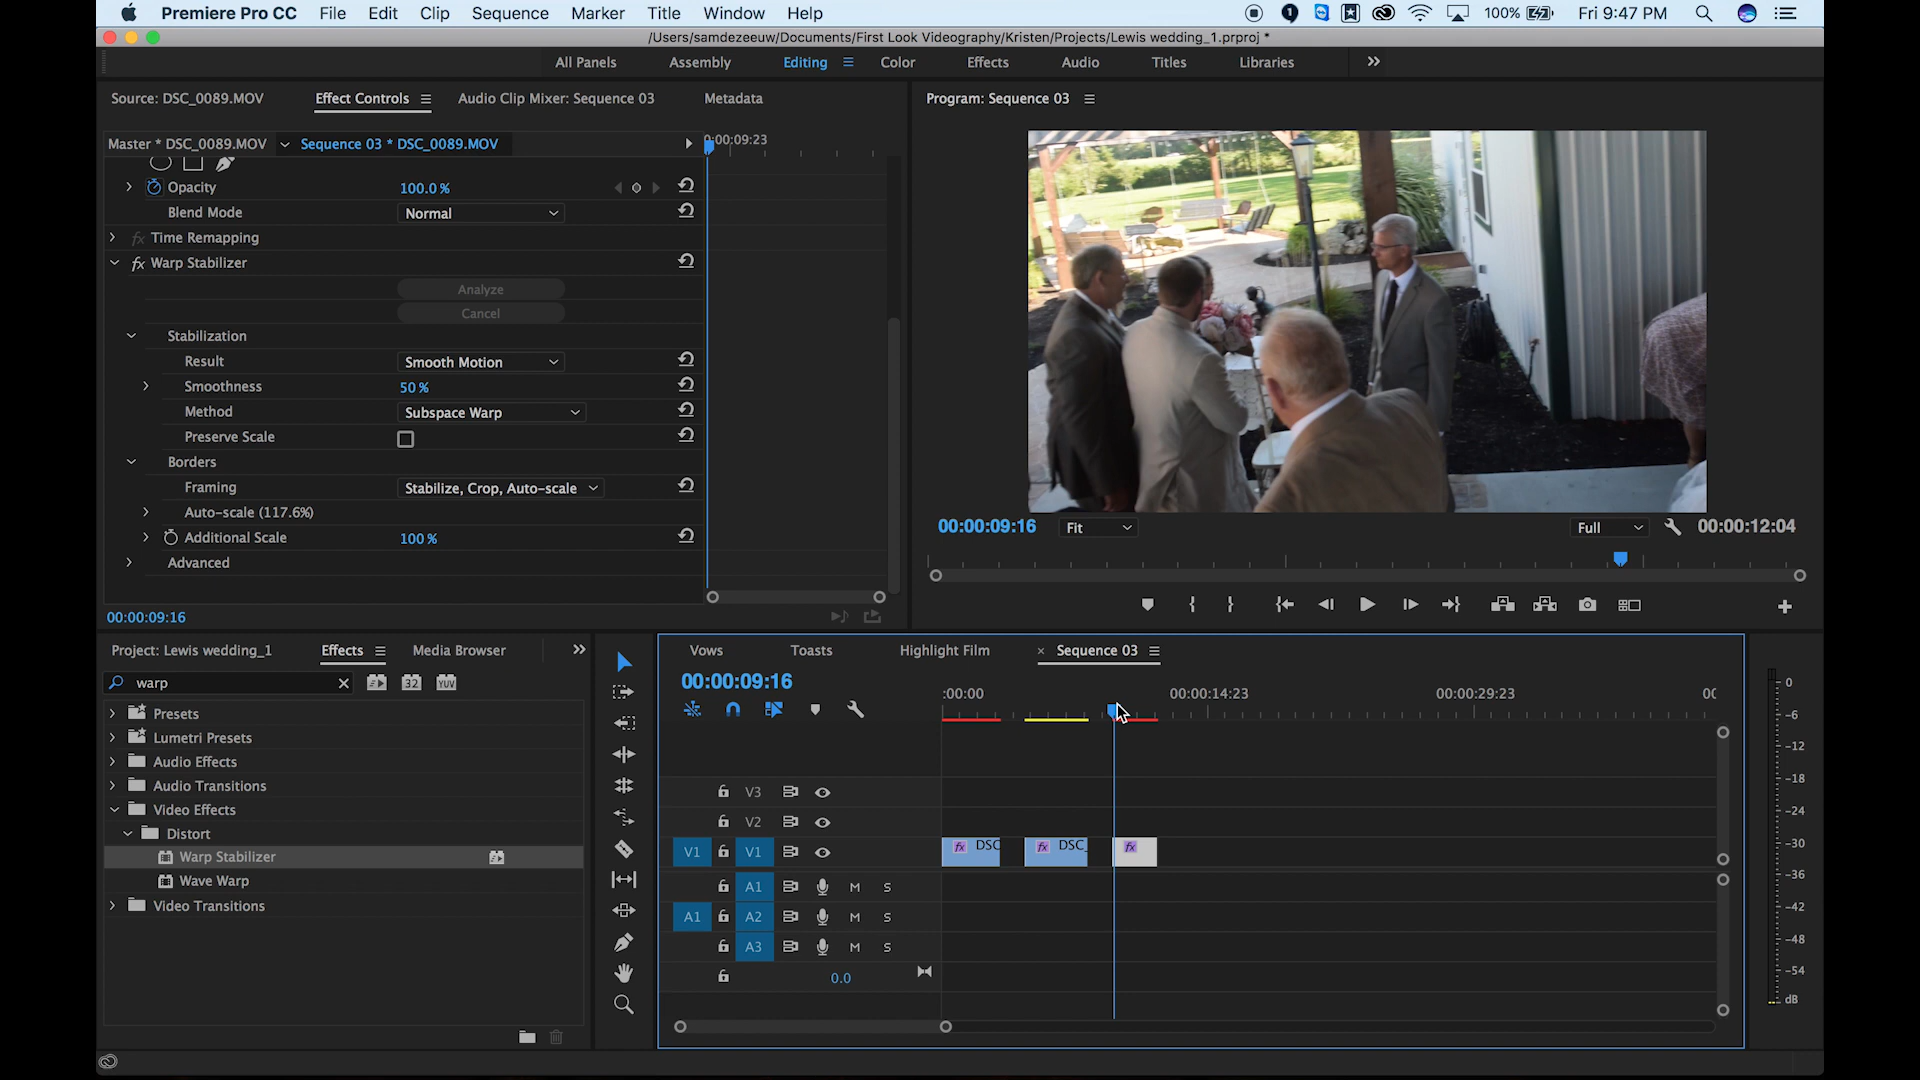 Premiere Pro CC File Edit Clip Sequence Marker Title Window Help 100% Fri 9:47 PM
/Users/samdezeeuw/Documents/First Look Videography/Kristen/Projects/Lewis wedding_1.prproj *
All Panels Assembly Editing Color Effects Audio Titles Libraries
Source: DSC_0089.MOV Effect Controls Audio Clip Mixer: Sequence 03 Metadata
Program: Sequence 03
Master * DSC_0089.MOV Sequence 03 * DSC_0089.MOV
0:00:09:23
Opacity 100.0 %
Blend Mode Normal
fx Time Remapping
fx Warp Stabilizer
Analyze
Cancel
Stabilization
Result Smooth Motion
Smoothness 50 %
Method Subspace Warp
Preserve Scale
Borders
Framing Stabilize, Crop, Auto-scale
Auto-scale (117.6%)
Additional Scale 100 %
Advanced
00:00:09:16
00:00:09:16 Fit Full 00:00:12:04
Project: Lewis wedding_1 Effects Media Browser
warp
32 YUV
Presets
Lumetri Presets
Audio Effects
Audio Transitions
Video Effects
Distort
Warp Stabilizer
Wave Warp
Video Transitions
Vows Toasts Highlight Film × Sequence 03
00:00:09:16
:00:00 00:00:14:23 00:00:29:23 00
V3
V2
V1 V1 fx DSC fx DSC_ fx
A1 M S
A1 A2 M S
A3 M S
0.0
0
-6
-12
-18
-24
-30
-36
-42
-48
-54
dB